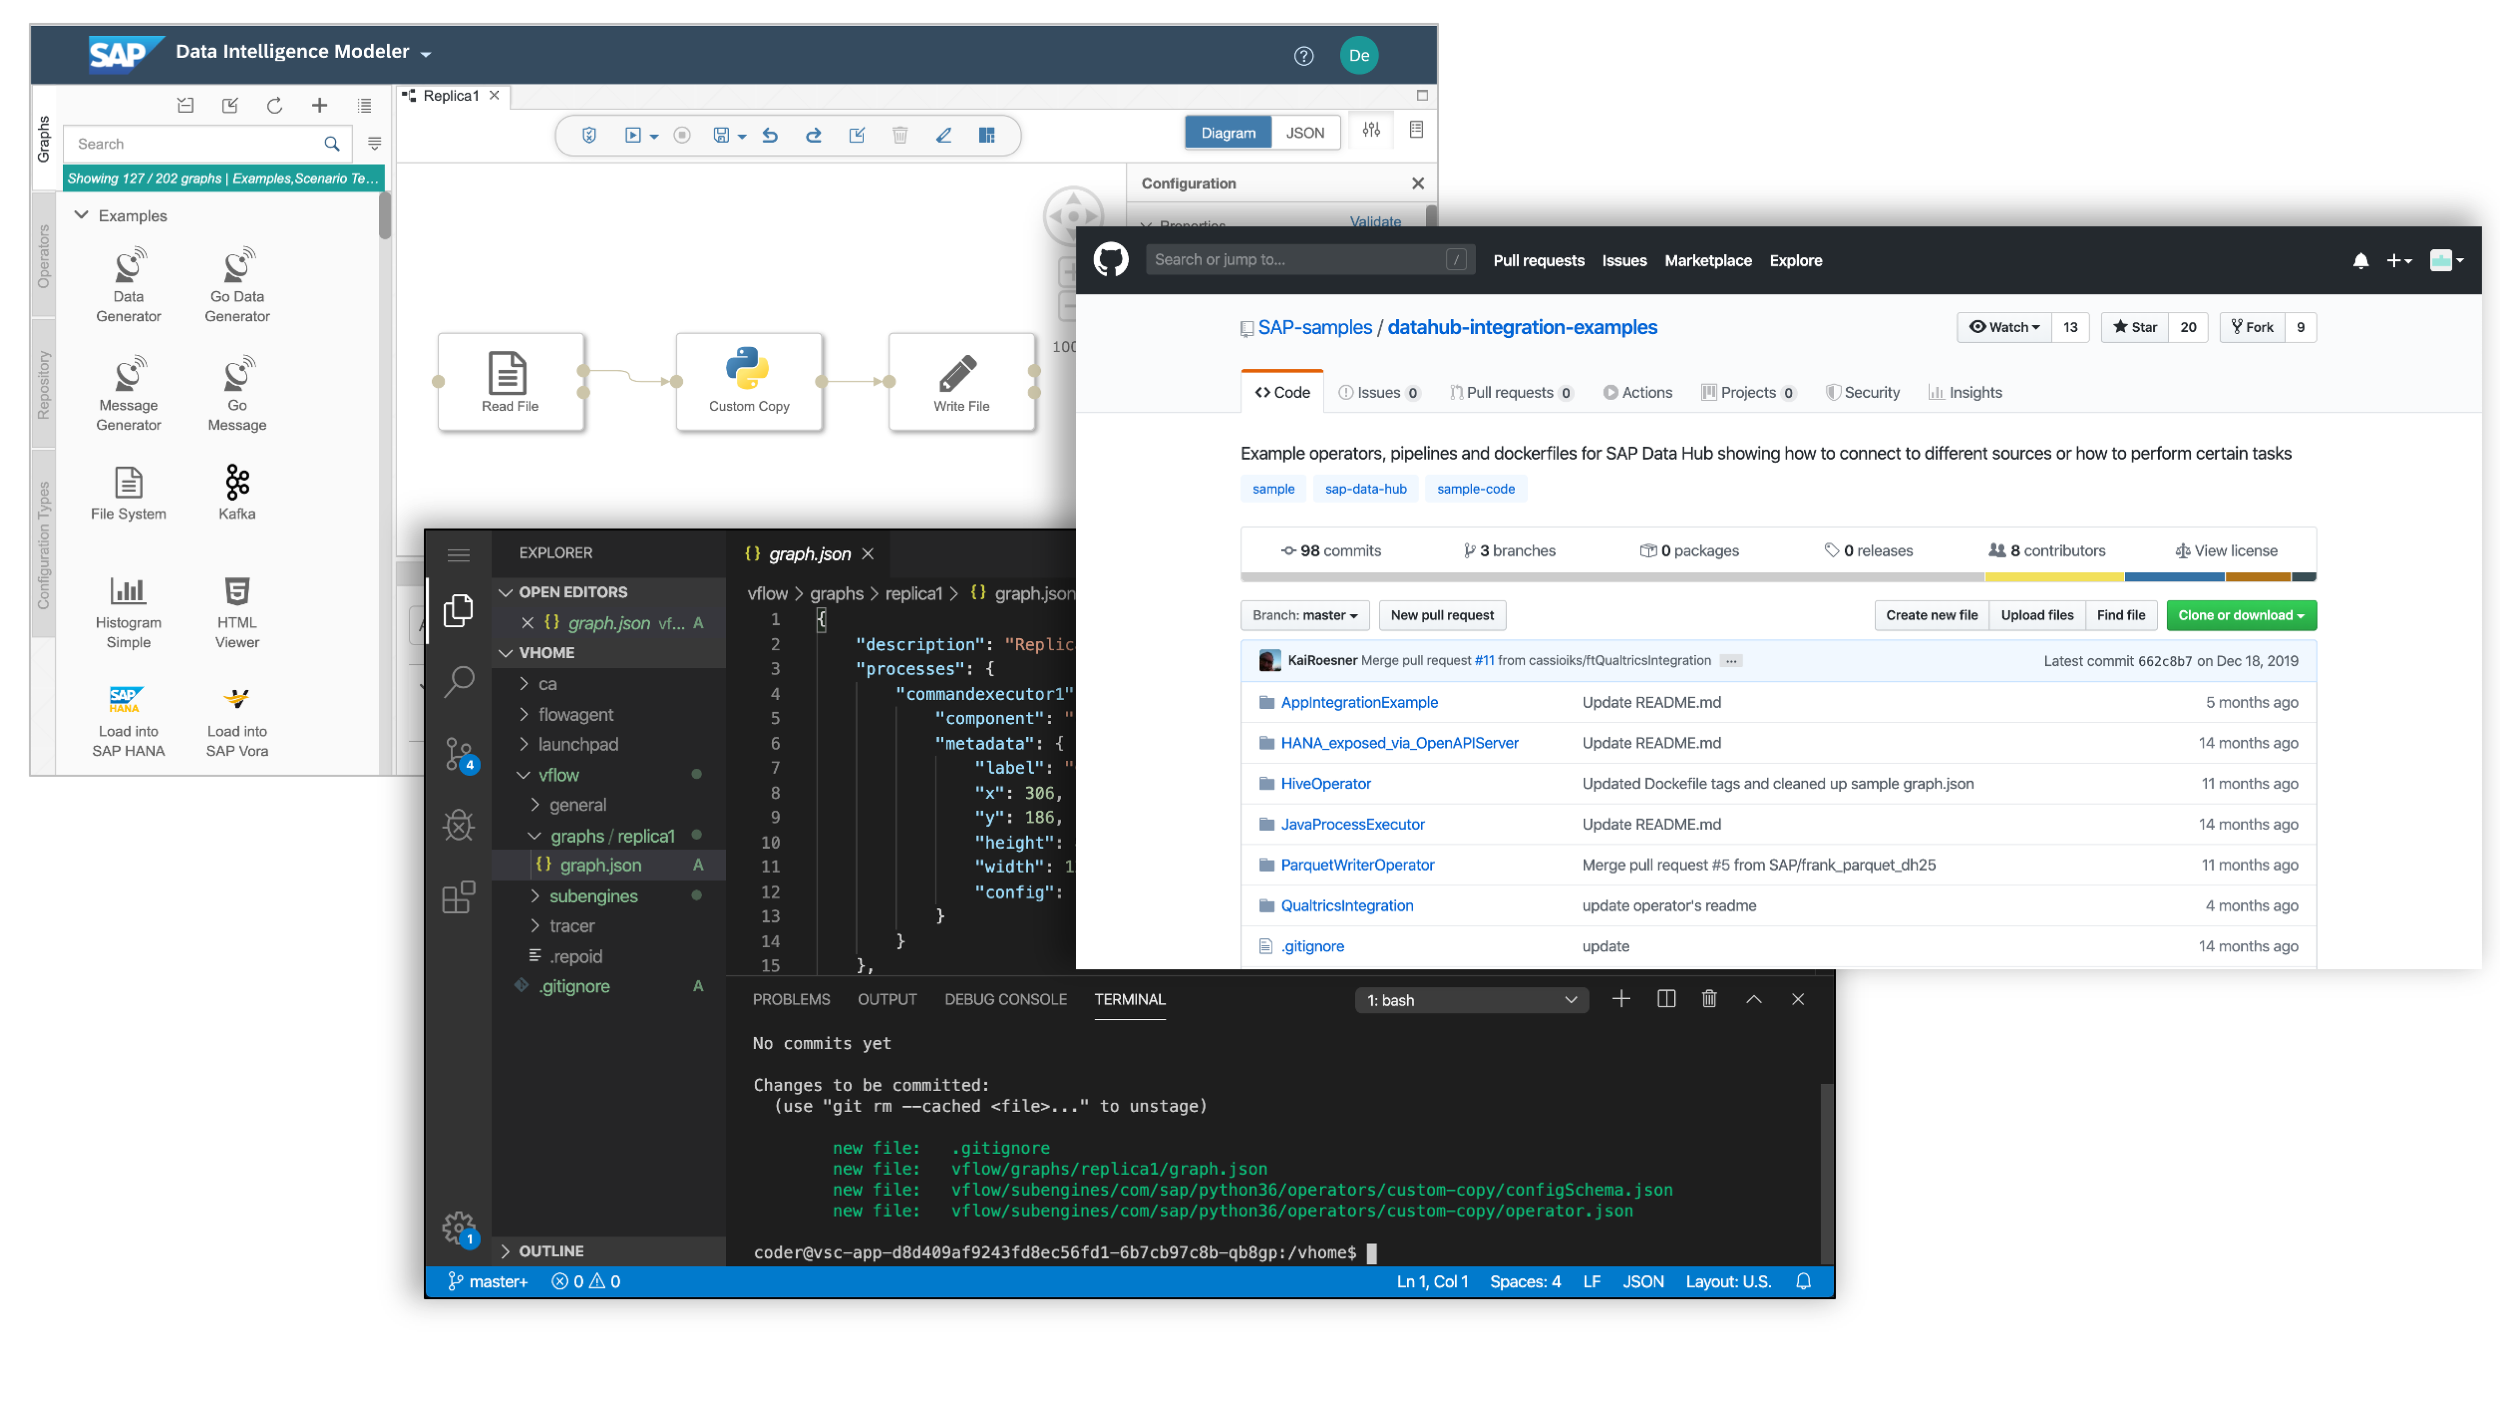 SAP Data Intelligence Modeler
De
Graphs
Operators
Repository
Configuration Types
Search
Showing 127 / 202 graphs | Examples,Scenario Te...
Examples
Data Generator
Go Data Generator
Message Generator
Go Message
File System
Kafka
Histogram Simple
HTML Viewer
SAP HANA
Load into SAP HANA
Load into SAP Vora
Replica1
Diagram
JSON
Configuration
Properties
Validate
100
Read File
Custom Copy
Write File
Search or jump to...
/
Pull requests Issues Marketplace Explore
SAP-samples / datahub-integration-examples
Watch 13
Star 20
Fork 9
Code Issues 0 Pull requests 0 Actions Projects 0 Security Insights
Example operators, pipelines and dockerfiles for SAP Data Hub showing how to connect to different sources or how to perform certain tasks
sample sap-data-hub sample-code
98 commits 3 branches 0 packages 0 releases 8 contributors View license
Branch: master New pull request Create new file Upload files Find file Clone or download
KaiRoesner Merge pull request #11 from cassioiks/ftQualtricsIntegration ... Latest commit 662c8b7 on Dec 18, 2019
AppIntegrationExample Update README.md 5 months ago
HANA_exposed_via_OpenAPIServer Update README.md 14 months ago
HiveOperator Updated Dockefile tags and cleaned up sample graph.json 11 months ago
JavaProcessExecutor Update README.md 14 months ago
ParquetWriterOperator Merge pull request #5 from SAP/frank_parquet_dh25 11 months ago
QualtricsIntegration update operator's readme 4 months ago
.gitignore update 14 months ago
EXPLORER
OPEN EDITORS
{} graph.json vf... A
VHOME
ca
flowagent
launchpad
vflow
general
graphs / replica1
{} graph.json A
subengines
tracer
.repoid
.gitignore A
OUTLINE
4
1
{} graph.json
vflow > graphs > replica1 > {} graph.json
1 {
2 "description": "Replic
3 "processes": {
4 "commandexecutor1"
5 "component": "
6 "metadata": {
7 "label": "
8 "x": 306,
9 "y": 186,
10 "height":
11 "width": 1
12 "config":
13 }
14 }
15 },
PROBLEMS OUTPUT DEBUG CONSOLE TERMINAL 1: bash
No commits yet
Changes to be committed:
(use "git rm --cached <file>..." to unstage)
new file: .gitignore
new file: vflow/graphs/replica1/graph.json
new file: vflow/subengines/com/sap/python36/operators/custom-copy/configSchema.json
new file: vflow/subengines/com/sap/python36/operators/custom-copy/operator.json
coder@vsc-app-d8d409af9243fd8ec56fd1-6b7cb97c8b-qb8gp:/vhome$
master+ 0 0 Ln 1, Col 1 Spaces: 4 LF JSON Layout: U.S.